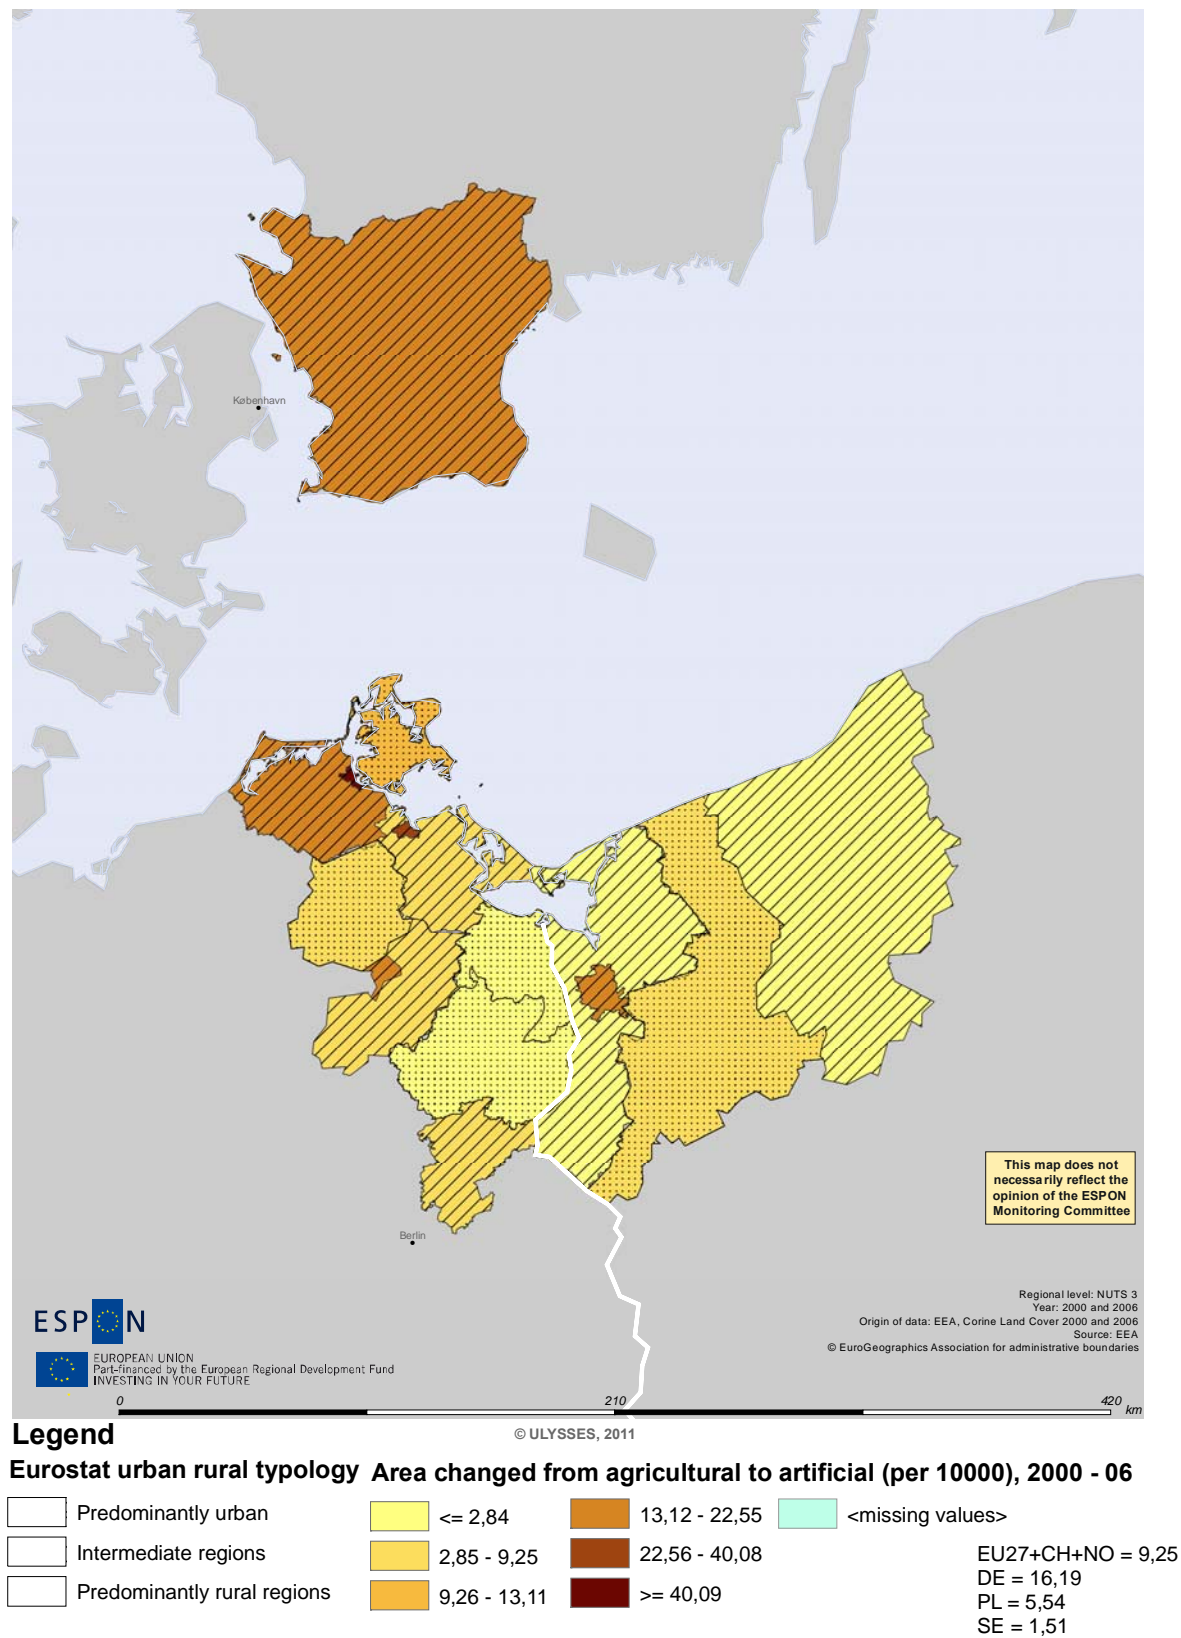 København
Berlin
This map does not
necessarily reflect the
opinion of the ESPON
Monitoring Committee
Regional level: NUTS 3
Year: 2000 and 2006
Origin of data: EEA, Corine Land Cover 2000 and 2006
Source: EEA
© EuroGeographics Association for administrative boundaries
ESPON
EUROPEAN UNION
Part-financed by the European Regional Development Fund
INVESTING IN YOUR FUTURE
0 210 420
km
Legend
© ULYSSES, 2011
Eurostat urban rural typology
Predominantly urban
Intermediate regions
Predominantly rural regions
Area changed from agricultural to artificial (per 10000), 2000 - 06
<= 2,84
2,85 - 9,25
9,26 - 13,11
13,12 - 22,55
22,56 - 40,08
>= 40,09
<missing values>
EU27+CH+NO = 9,25
DE = 16,19
PL = 5,54
SE = 1,51